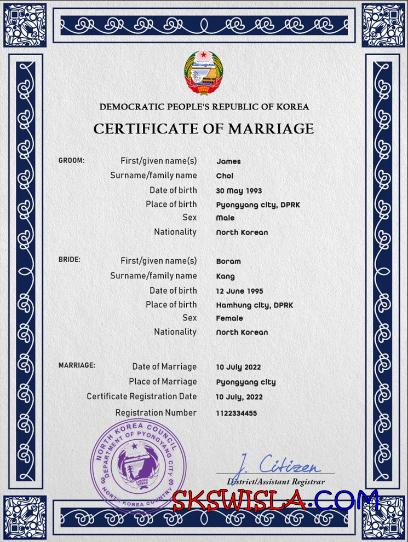 DEMOCRATIC PEOPLE'S REPUBLIC OF KOREA
CERTIFICATE OF MARRIAGE
GROOM: First/given name(s) James
Surname/family name Choi
Date of birth 30 May 1993
Place of birth Pyongyang city, DPRK
Sex Male
Nationality North Korean
BRIDE: First/given name(s) Boram
Surname/family name Kang
Date of birth 12 June 1995
Place of birth Hamhung city, DPRK
Sex Female
Nationality North Korean
MARRIAGE: Date of Marriage 10 July 2022
Place of Marriage Pyongyang city
Certificate Registration Date 10 July, 2022
Registration Number 1122334455
NORTH KOREA COUNCIL
DEPARTMENT OF PYONGYANG CITY
NORTH KOREA COUNTRY
J. Citizen
District/Assistant Registrar
SKSWISLA.COM